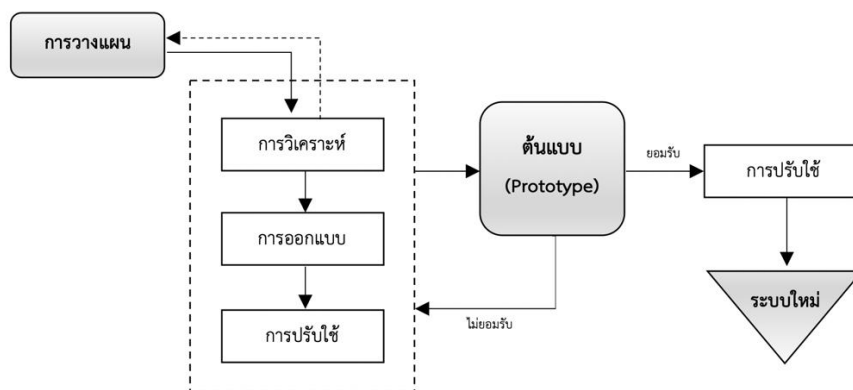 การวางแผน
การวิเคราะห์
การออกแบบ
การปรับใช้
ต้นแบบ
(Prototype)
ยอมรับ
ไม่ยอมรับ
การปรับใช้
ระบบใหม่